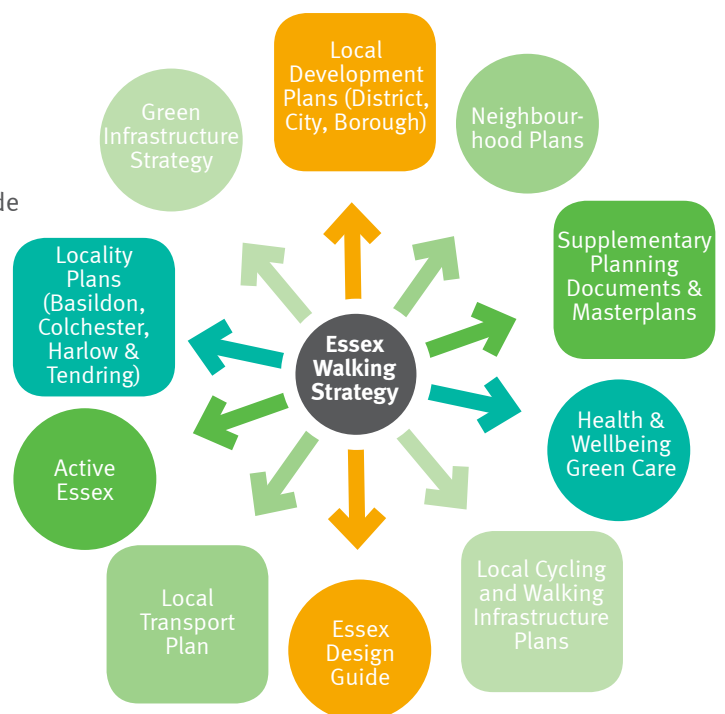 Local
Development
Plans (District,
City, Borough)
Green
Infrastructure
Strategy
Neighbour-
hood Plans
de
Locality
Plans
(Basildon,
Colchester,
Harlow &
Tendring)
Supplementary
Planning
Documents &
Masterplans
Essex
Walking
Strategy
Active
Essex
Health &
Wellbeing
Green Care
Local
Transport
Plan
Essex
Design
Guide
Local Cycling
and Walking
Infrastructure
Plans